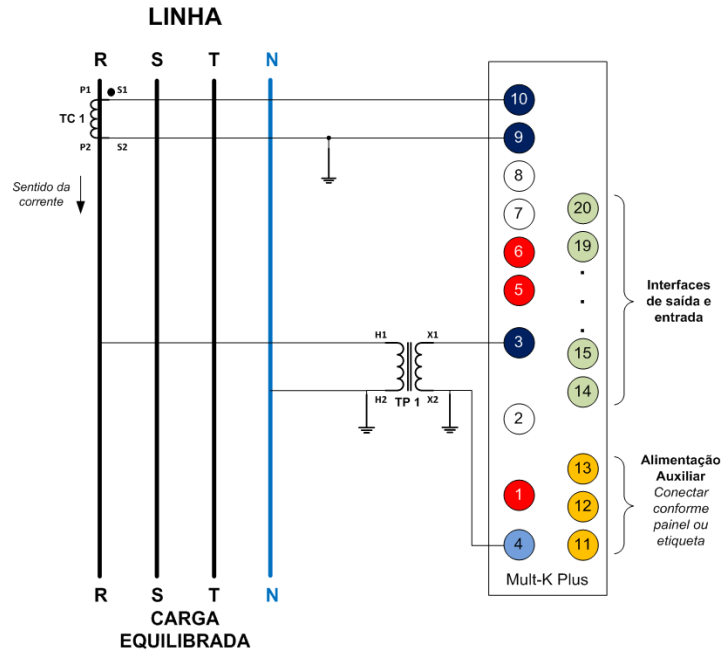 LINHA
R S T N
P1 S1
TC 1
P2 S2
Sentido da
corrente
10
9
8
7
6
5
3
2
1
4
20
19
15
14
13
12
11
Interfaces
de saída e
entrada
H1 X1
H2 X2
TP 1
Alimentação
Auxiliar
Conectar
conforme
painel ou
etiqueta
Mult-K Plus
R S T N
CARGA
EQUILIBRADA